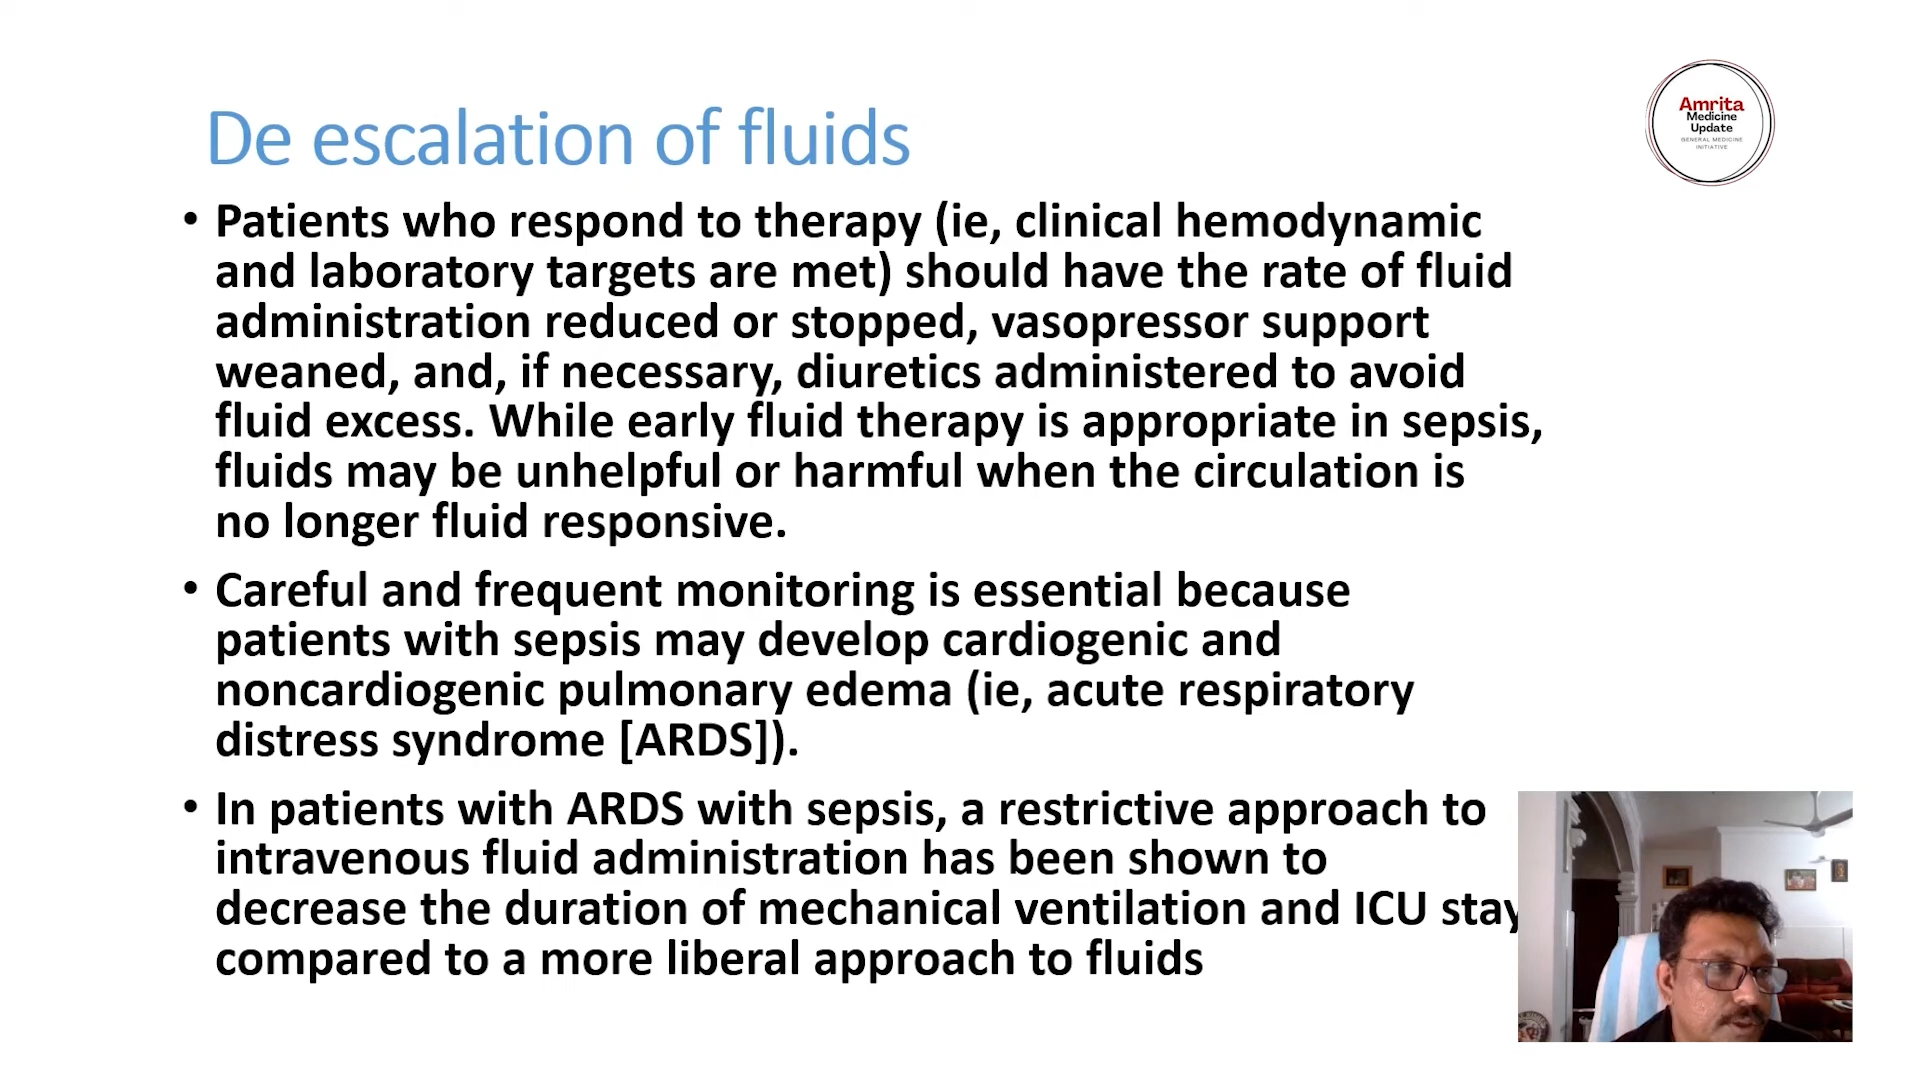 De escalation of fluids
Amrita
Medicine
Update
GENERAL MEDICINE
INITIATIVE
• Patients who respond to therapy (ie, clinical hemodynamic
and laboratory targets are met) should have the rate of fluid
administration reduced or stopped, vasopressor support
weaned, and, if necessary, diuretics administered to avoid
fluid excess. While early fluid therapy is appropriate in sepsis,
fluids may be unhelpful or harmful when the circulation is
no longer fluid responsive.
• Careful and frequent monitoring is essential because
patients with sepsis may develop cardiogenic and
noncardiogenic pulmonary edema (ie, acute respiratory
distress syndrome [ARDS]).
• In patients with ARDS with sepsis, a restrictive approach to
intravenous fluid administration has been shown to
decrease the duration of mechanical ventilation and ICU stay
compared to a more liberal approach to fluids